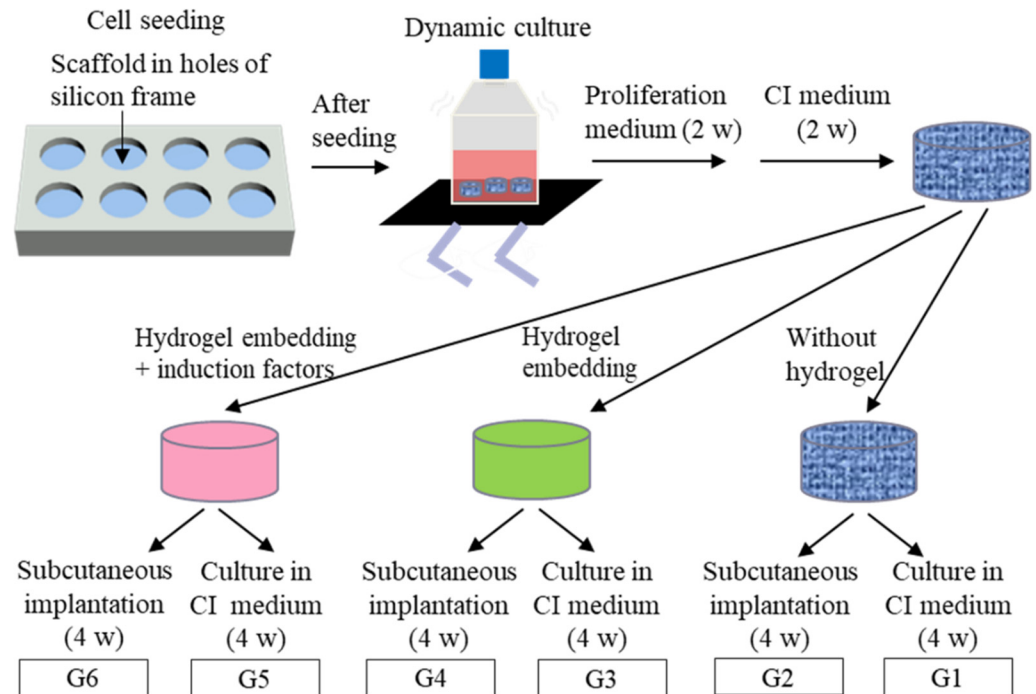 Cell seeding
Scaffold in holes of
silicon frame
After
seeding
Dynamic culture
Proliferation
medium (2 w)
CI medium
(2 w)
Hydrogel embedding
+ induction factors
Hydrogel
embedding
Without
hydrogel
Subcutaneous
implantation
(4 w)
G6
Culture in
CI medium
(4 w)
G5
Subcutaneous
implantation
(4 w)
G4
Culture in
CI medium
(4 w)
G3
Subcutaneous
implantation
(4 w)
G2
Culture in
CI medium
(4 w)
G1